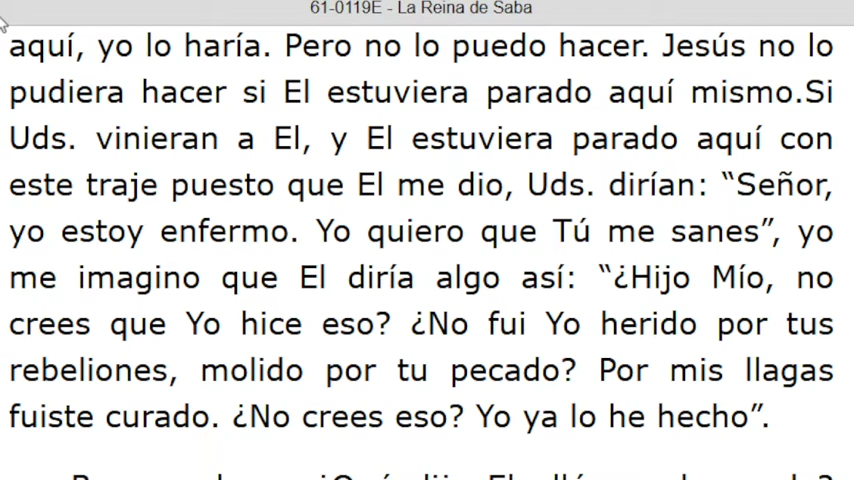 61-0119E - La Reina de Saba
aquí, yo lo haría. Pero no lo puedo hacer. Jesús no lo
pudiera hacer si El estuviera parado aquí mismo.Si
Uds. vinieran a El, y El estuviera parado aquí con
este traje puesto que El me dio, Uds. dirían: “Señor,
yo estoy enfermo. Yo quiero que Tú me sanes”, yo
me imagino que El diría algo así: “¿Hijo Mío, no
crees que Yo hice eso? ¿No fui Yo herido por tus
rebeliones, molido por tu pecado? Por mis llagas
fuiste curado. ¿No crees eso? Yo ya lo he hecho”.